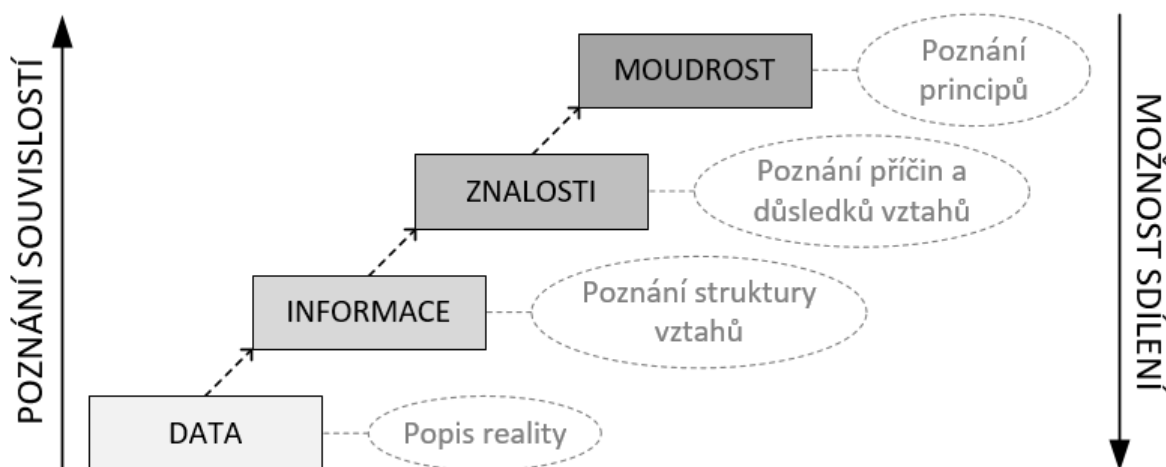 POZNÁNÍ SOUVISLOSTÍ
MOUDROST
Poznání
principů
ZNALOSTI
Poznání příčin a
důsledků vztahů
INFORMACE
Poznání struktury
vztahů
DATA
Popis reality
MOŽNOST SDÍLENÍ